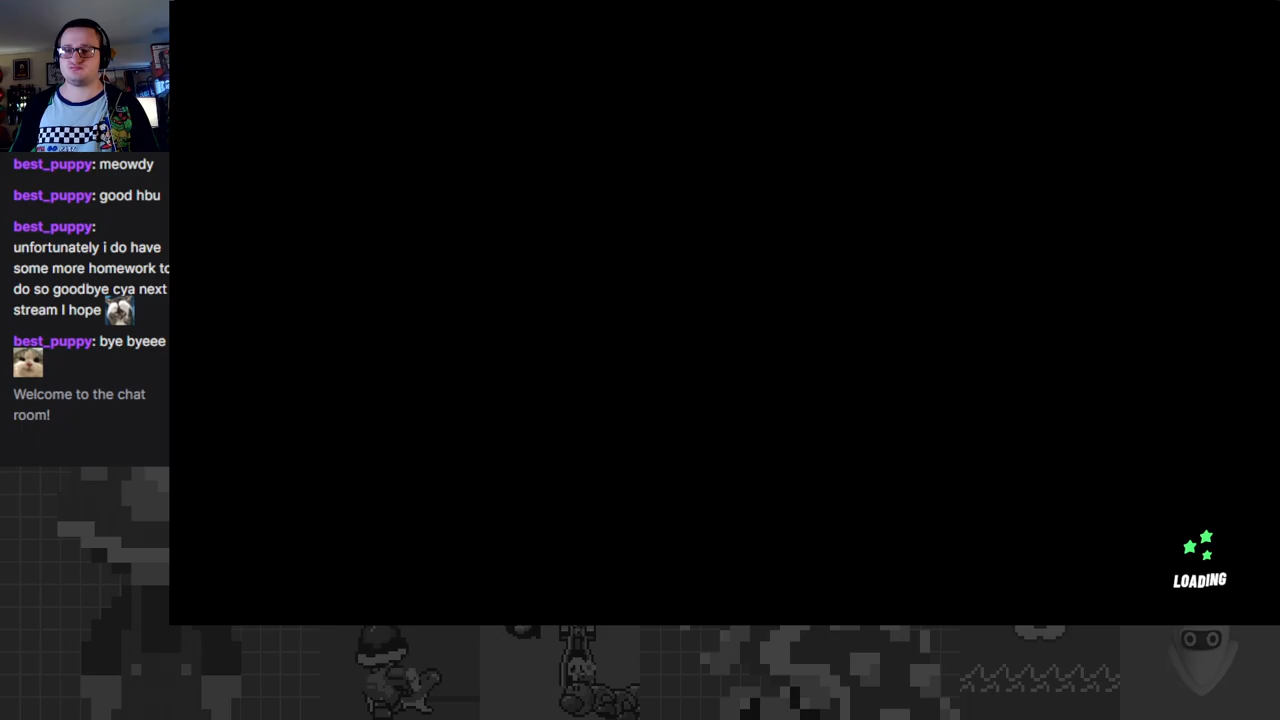 best_puppy: meowdy
best_puppy: good hbu
best_puppy:
unfortunately i do have
some more homework to
do so goodbye cya next
stream I hope
best_puppy: bye byeee
Welcome to the chat
room!
LOADING